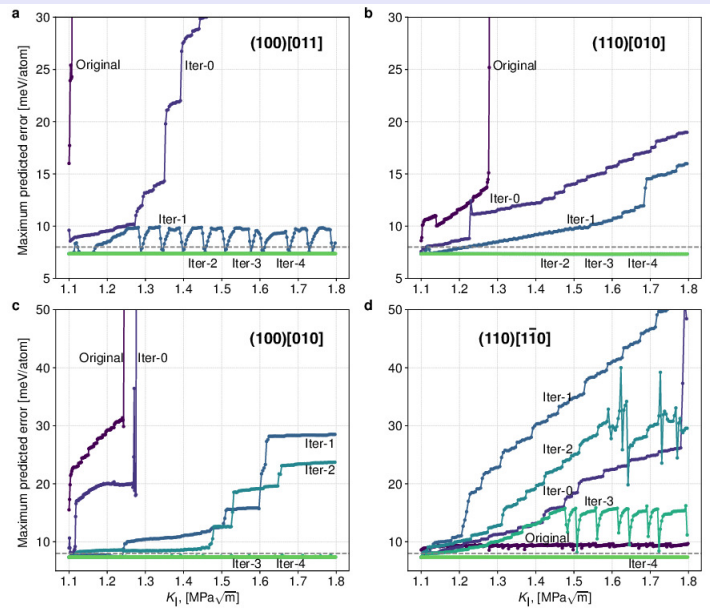 a
b
(100)[011]
(110)[010]
Original
Iter-0
Iter-1
Iter-2 Iter-3 Iter-4
Original
Iter-0
Iter-1
Iter-2 Iter-3 Iter-4
Maximum predicted error [meV/atom]
30
25
20
15
10
5
1.1 1.2 1.3 1.4 1.5 1.6 1.7 1.8
30
25
20
15
10
5
1.1 1.2 1.3 1.4 1.5 1.6 1.7 1.8
c
d
(100)[010]
(110)[11̅0]
Original Iter-0
Iter-1
Iter-2
Iter-3 Iter-4
Iter-1
Iter-2
Iter-0
Iter-3
Original
Iter-4
Maximum predicted error [meV/atom]
50
40
30
20
10
1.1 1.2 1.3 1.4 1.5 1.6 1.7 1.8
K_I, [MPa√m]
50
40
30
20
10
1.1 1.2 1.3 1.4 1.5 1.6 1.7 1.8
K_I, [MPa√m]